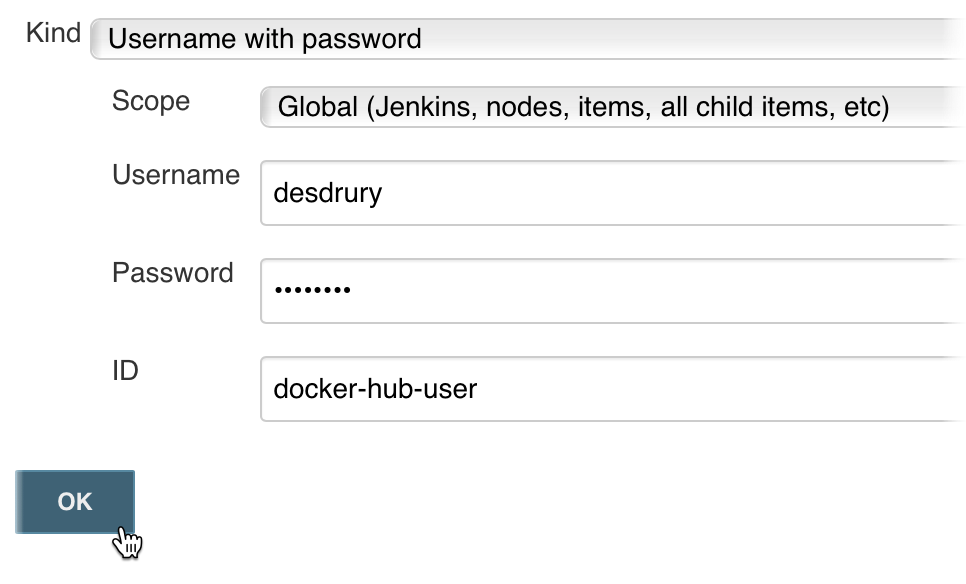 Kind Username with password
Scope Global (Jenkins, nodes, items, all child items, etc)
Username desdrury
Password ••••••••
ID docker-hub-user
OK